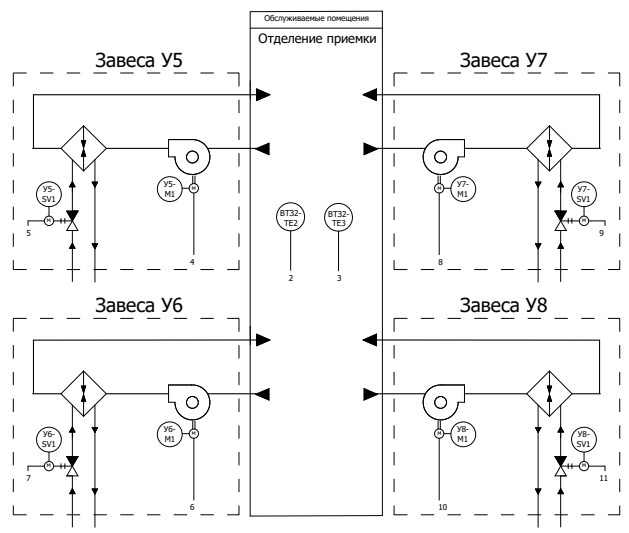 Обслуживаемые помещения
Отделение приемки
Завеса У5
Завеса У7
У5-
SV1
У5-
M1
У7-
M1
У7-
SV1
ВТ32-
TE2
ВТ32-
TE3
5
4
2
3
8
9
Завеса У6
Завеса У8
У6-
SV1
У6-
M1
У8-
M1
У8-
SV1
7
6
10
11
M
M
M
M
M
M
M
M